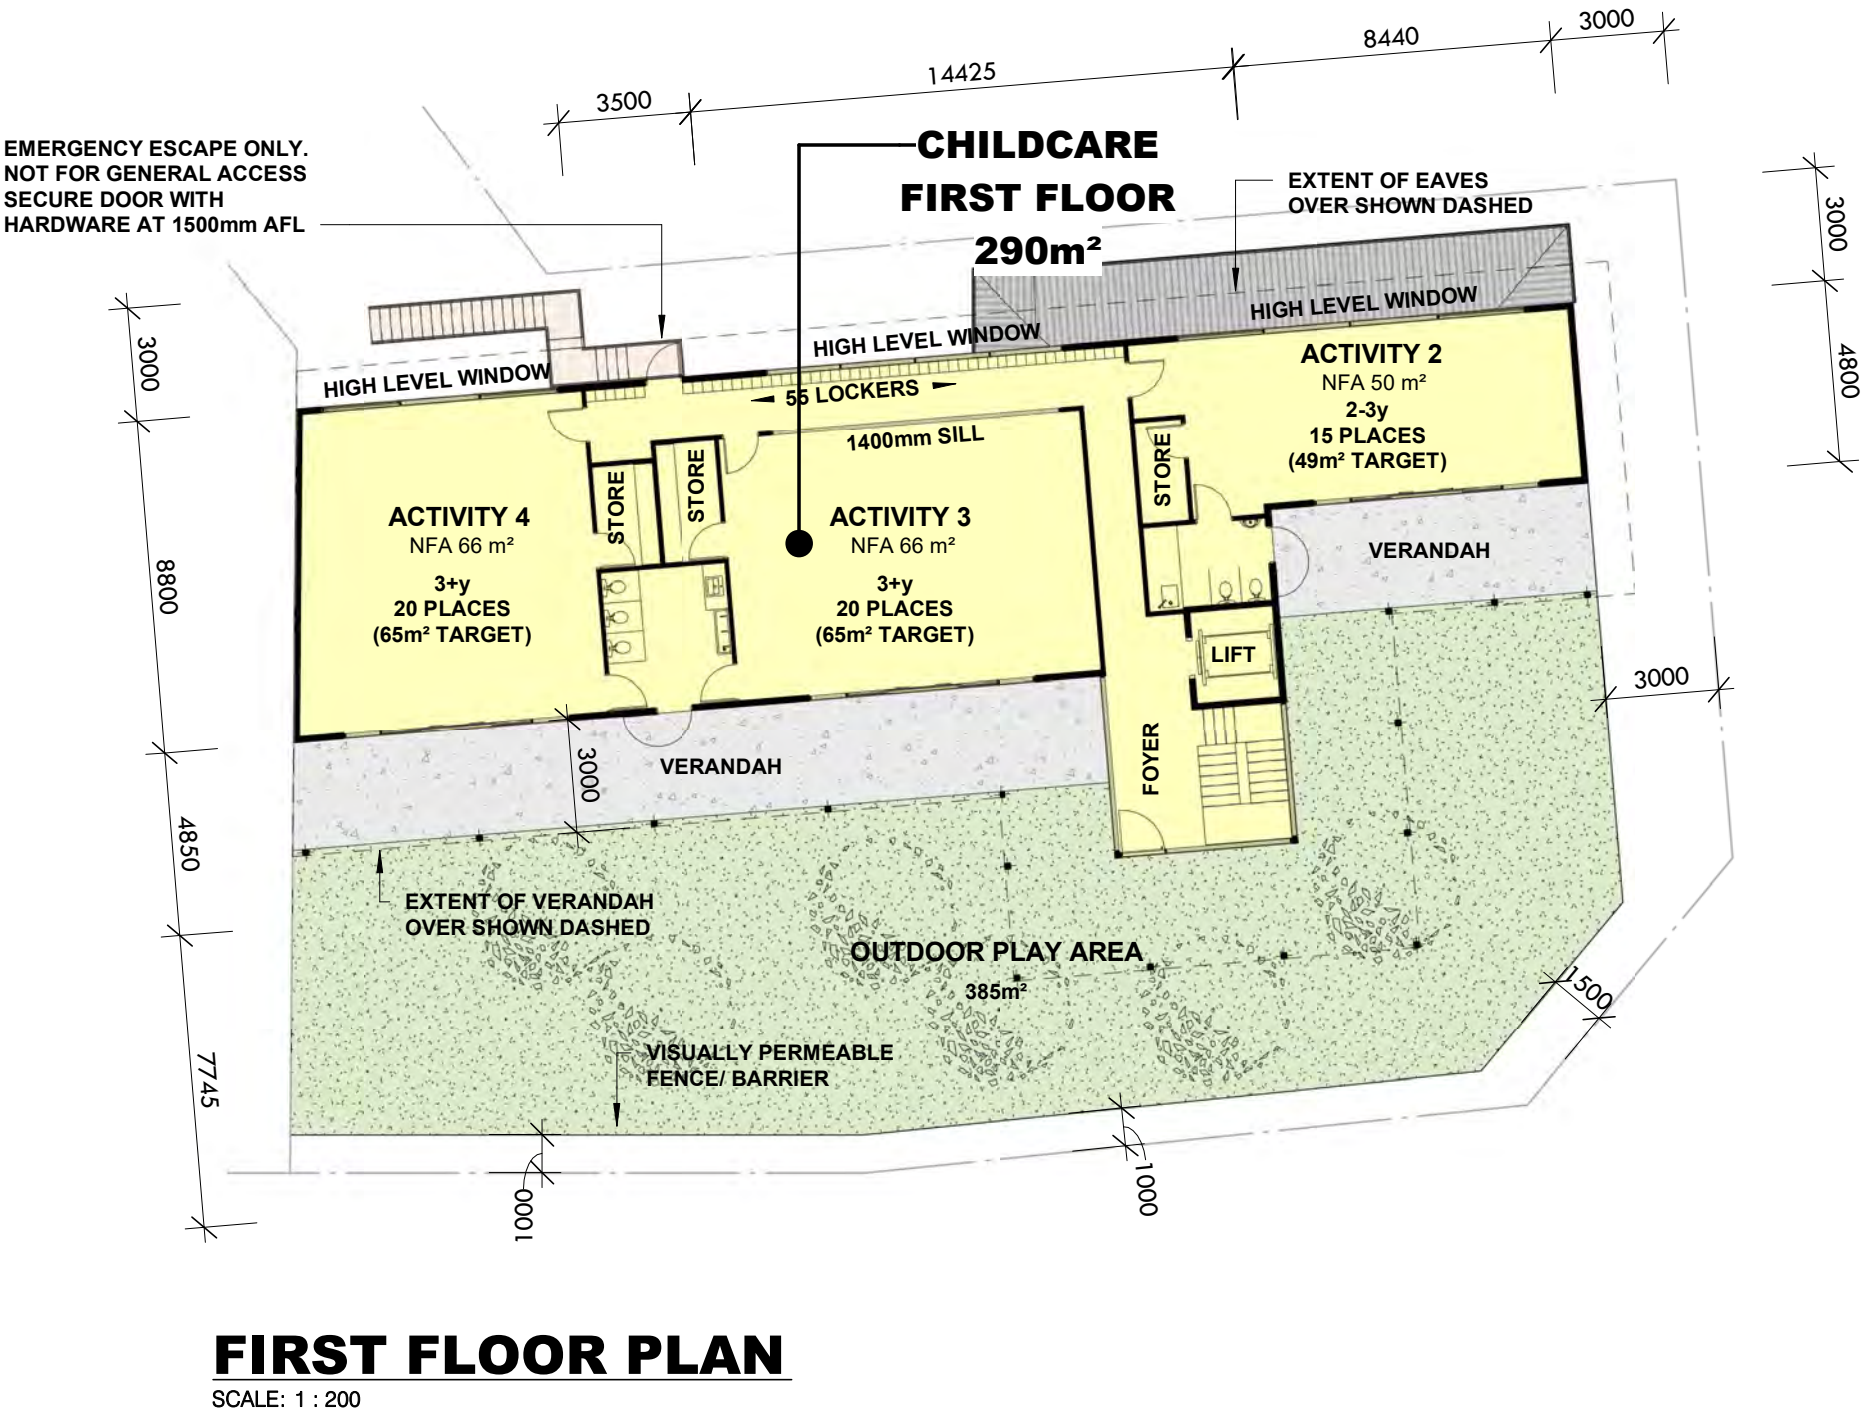 3000
8440
14425
3500
EMERGENCY ESCAPE ONLY.
NOT FOR GENERAL ACCESS
SECURE DOOR WITH
HARDWARE AT 1500mm AFL
CHILDCARE
FIRST FLOOR
290m²
EXTENT OF EAVES
OVER SHOWN DASHED
3000
4800
3000
8800
4850
7745
HIGH LEVEL WINDOW
HIGH LEVEL WINDOW
HIGH LEVEL WINDOW
55 LOCKERS
1400mm SILL
ACTIVITY 2
NFA 50 m²
2-3y
15 PLACES
(49m² TARGET)
STORE
STORE
STORE
ACTIVITY 4
NFA 66 m²
3+y
20 PLACES
(65m² TARGET)
ACTIVITY 3
NFA 66 m²
3+y
20 PLACES
(65m² TARGET)
VERANDAH
LIFT
3000
FOYER
VERANDAH
3000
EXTENT OF VERANDAH
OVER SHOWN DASHED
OUTDOOR PLAY AREA
385m²
1500
VISUALLY PERMEABLE
FENCE/ BARRIER
1000
1000
FIRST FLOOR PLAN
SCALE: 1 : 200